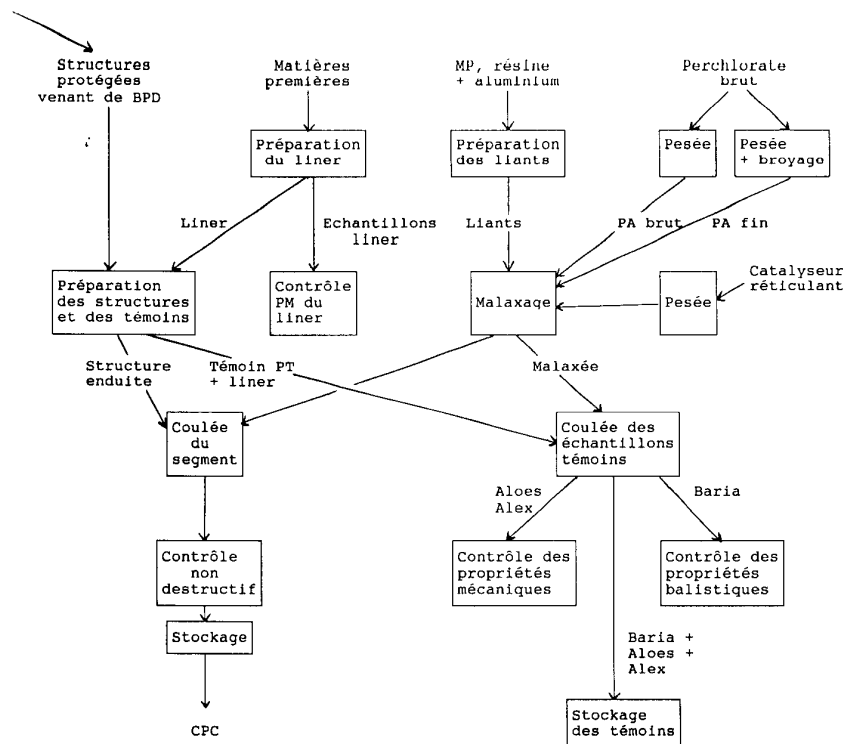 Structures
protégées
venant de BPD
Matières
premières
MP, résine
+ aluminium
Perchlorate
brut
Préparation
du liner
Préparation
des liants
Pesée
Pesée
+ broyage
Liner
Echantillons
liner
Liants
PA brut
PA fin
Préparation
des structures
et des témoins
Contrôle
PM du
liner
Malaxage
Pesée
Catalyseur
réticulant
Structure
enduite
Témoin PT
+ liner
Malaxée
Coulée
du
segment
Coulée des
échantillons
témoins
Aloes
Alex
Baria
Contrôle
non
destructif
Contrôle des
propriétés
mécaniques
Contrôle des
propriétés
balistiques
Stockage
Baria +
Aloes +
Alex
CPC
Stockage
des témoins